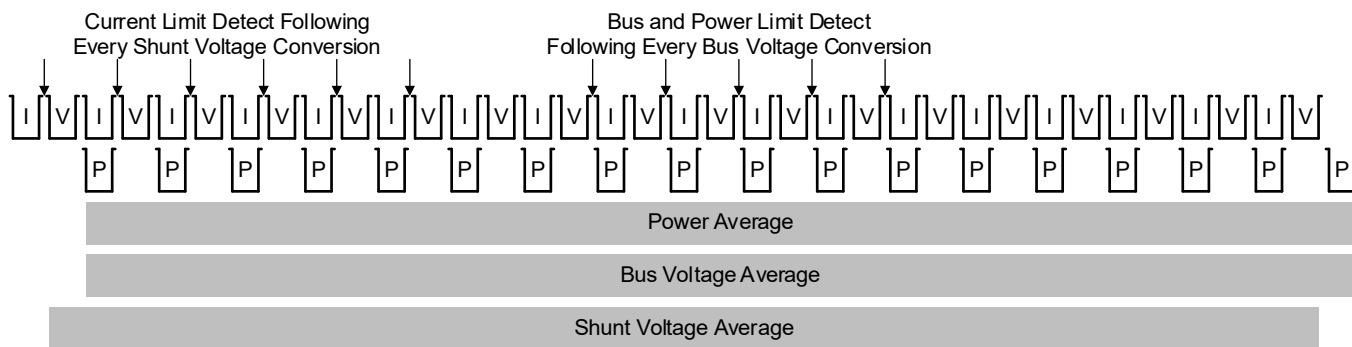 Current Limit Detect Following
Every Shunt Voltage Conversion
Bus and Power Limit Detect
Following Every Bus Voltage Conversion
I V I V I V I V I V I V I V I V I V I V I V I V I V I V I V I V I V I V
P P P P P P P P P P P P P P P P P P
Power Average
Bus Voltage Average
Shunt Voltage Average